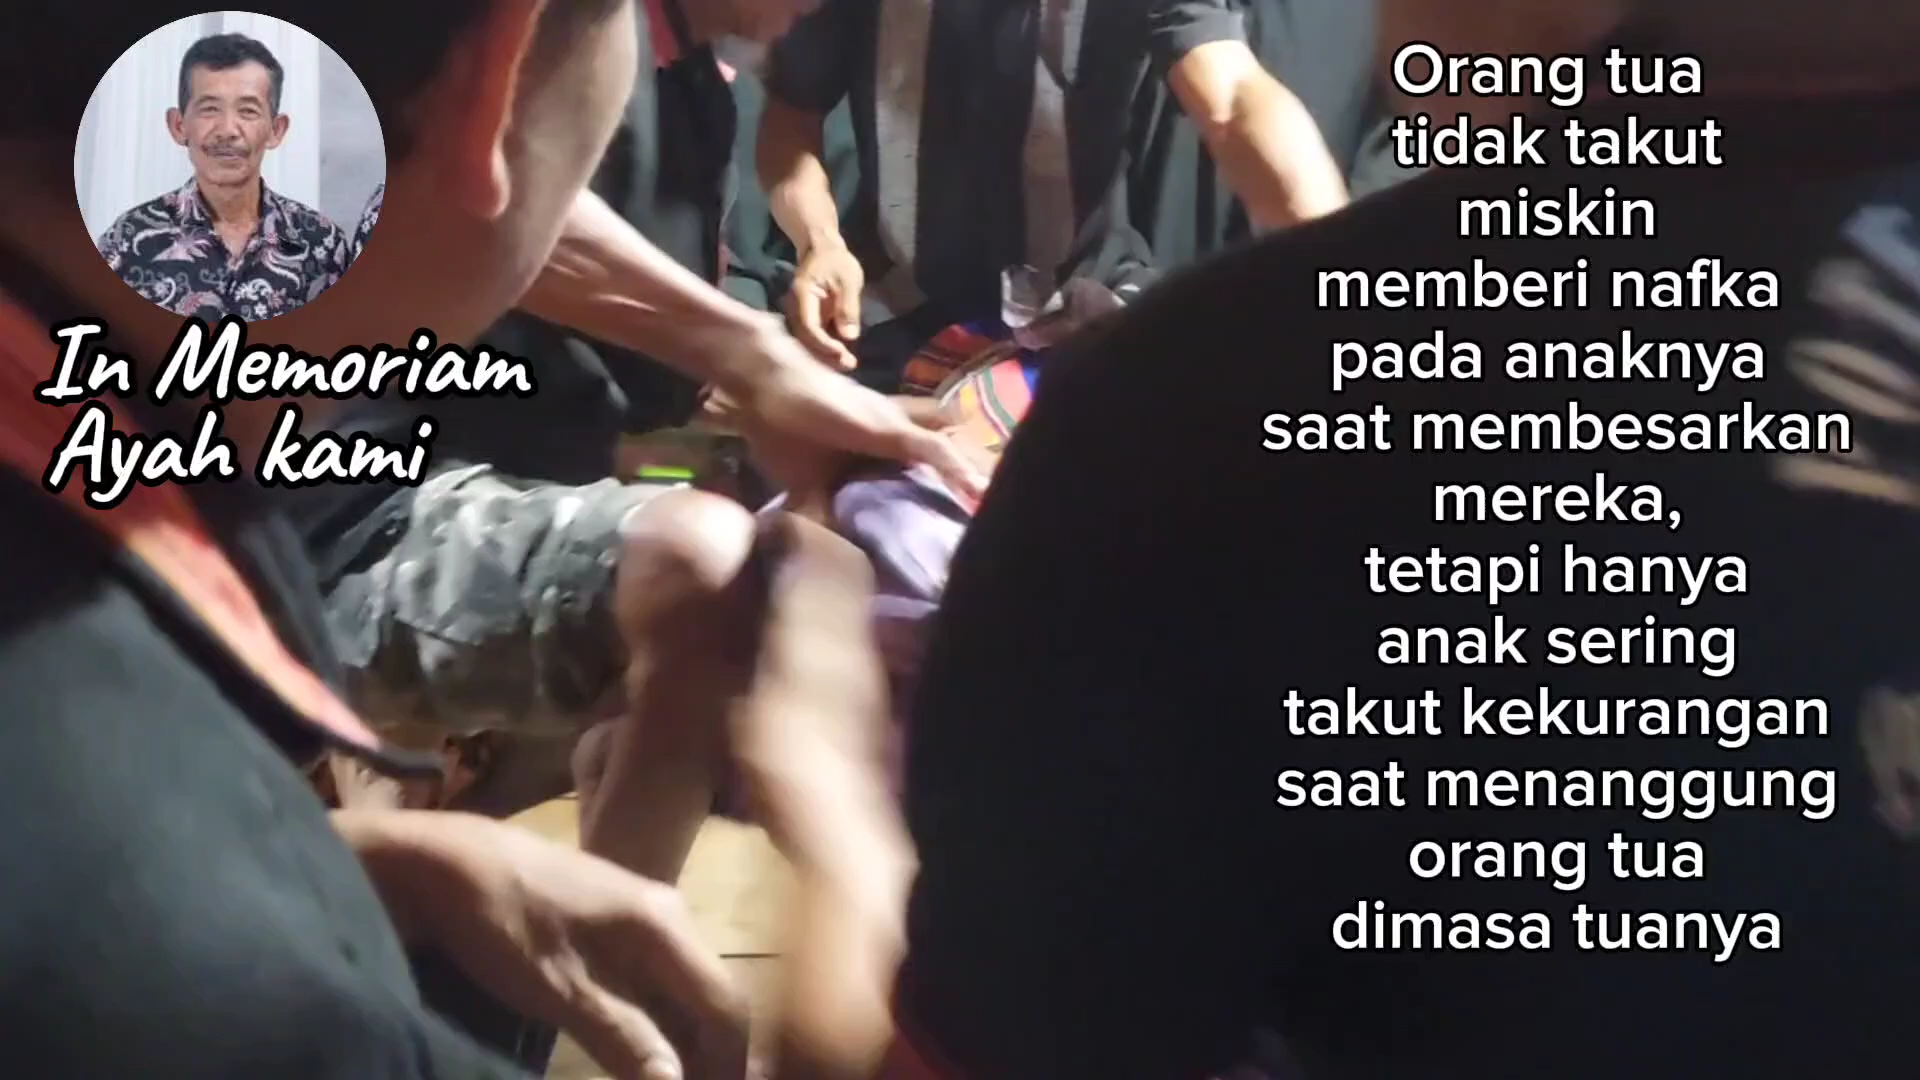 In Memoriam
Ayah kami
Orang tua
tidak takut
miskin
memberi nafka
pada anaknya
saat membesarkan
mereka,
tetapi hanya
anak sering
takut kekurangan
saat menanggung
orang tua
dimasa tuanya